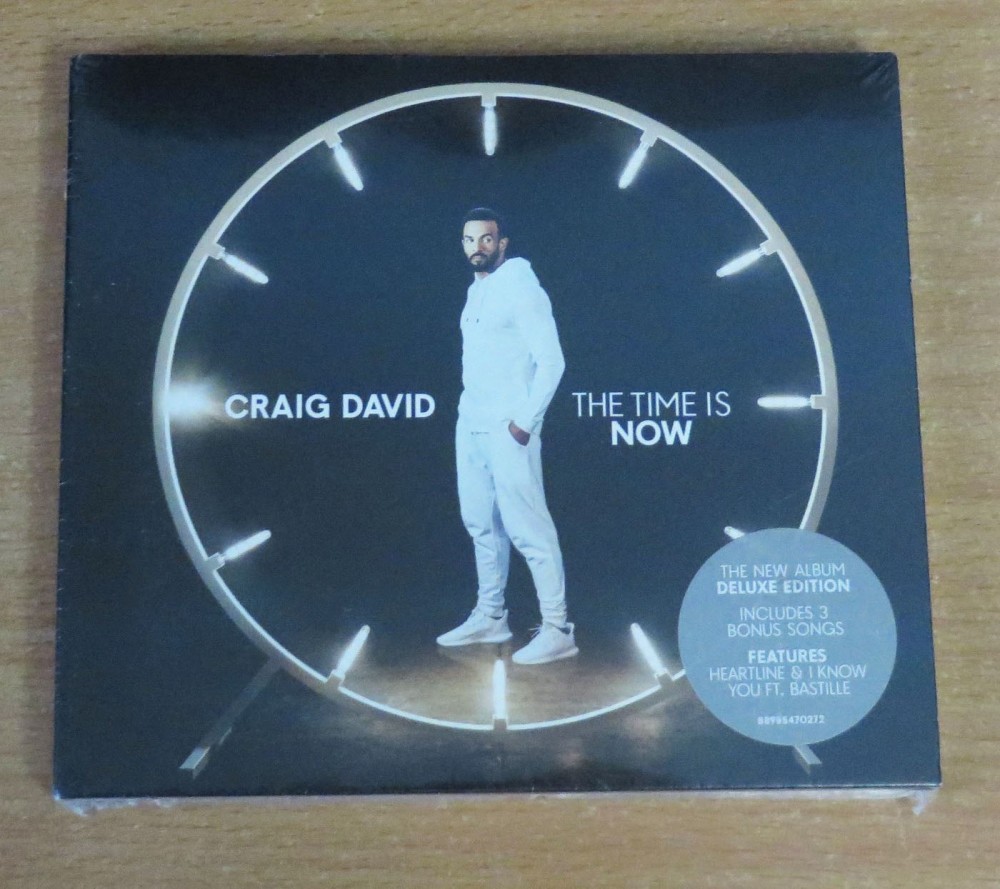 CRAIG DAVID
THE TIME IS
NOW
THE NEW ALBUM
DELUXE EDITION
INCLUDES 3
BONUS SONGS
FEATURES
HEARTLINE & I KNOW
YOU FT. BASTILLE
88985470272